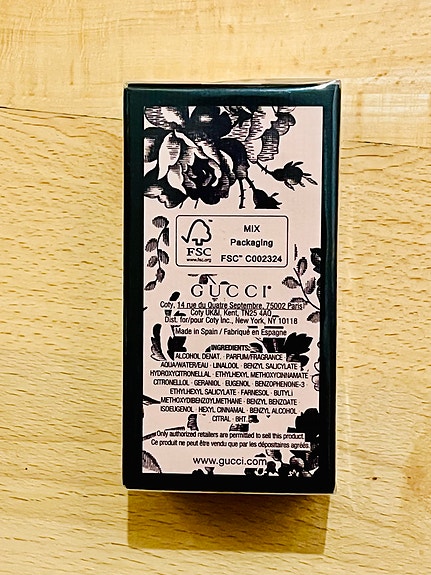 FSC
www.fsc.org
MIX
Packaging
FSC™ C002324
GUCCI
Coty, 14 rue du Quatre Septembre, 75002 Paris
Coty UK&I, Kent, TN25 4AQ
Dist. for/pour Coty Inc., New York, NY 10118
Made in Spain / Fabriqué en Espagne
INGREDIENTS:
ALCOHOL DENAT. · PARFUM/FRAGRANCE
AQUA/WATER/EAU · LINALOOL · BENZYL SALICYLATE
HYDROXYCITRONELLAL · ETHYLHEXYL METHOXYCINNAMATE
CITRONELLOL · GERANIOL · EUGENOL · BENZOPHENONE-3
ETHYLHEXYL SALICYLATE · FARNESOL · BUTYL
METHOXYDIBENZOYLMETHANE · BENZYL BENZOATE
ISOEUGENOL · HEXYL CINNAMAL · BENZYL ALCOHOL
CITRAL · BHT.
Only authorized retailers are permitted to sell this product.
Ce produit ne peut être vendu que par les dépositaires agréés.
www.gucci.com